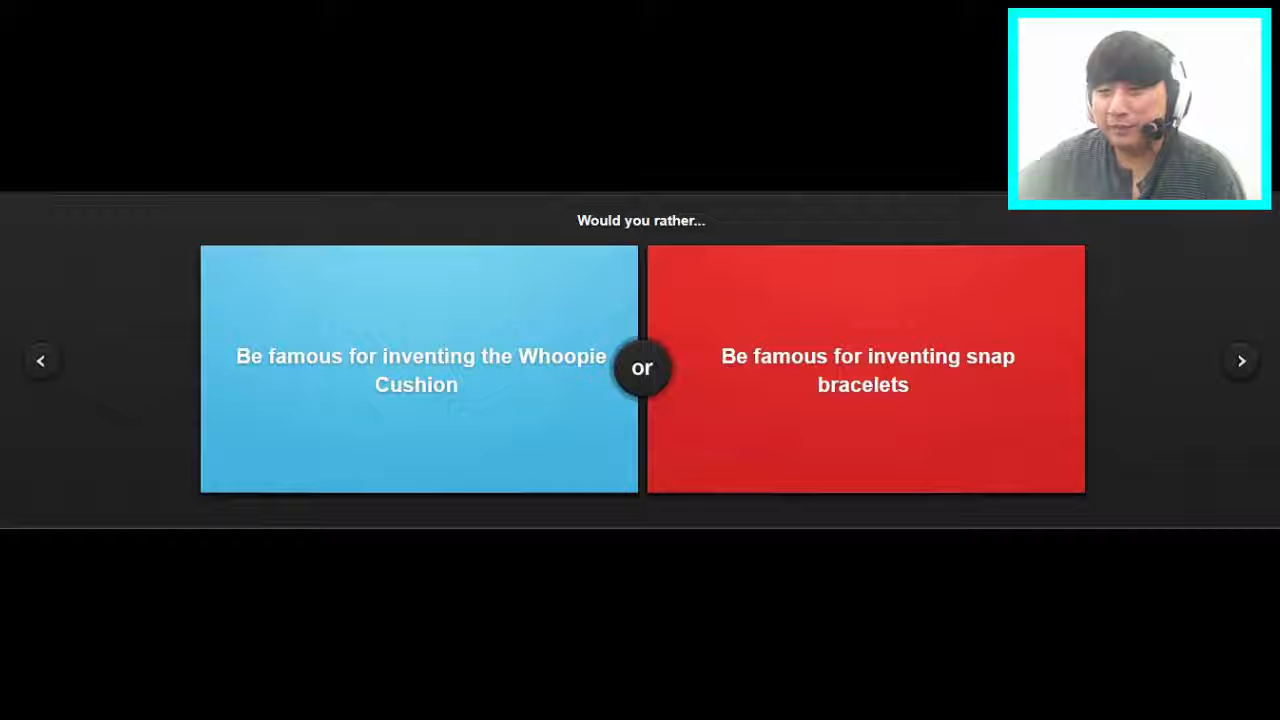 Would you rather...
Be famous for inventing the Whoopie
Cushion
or
Be famous for inventing snap
bracelets